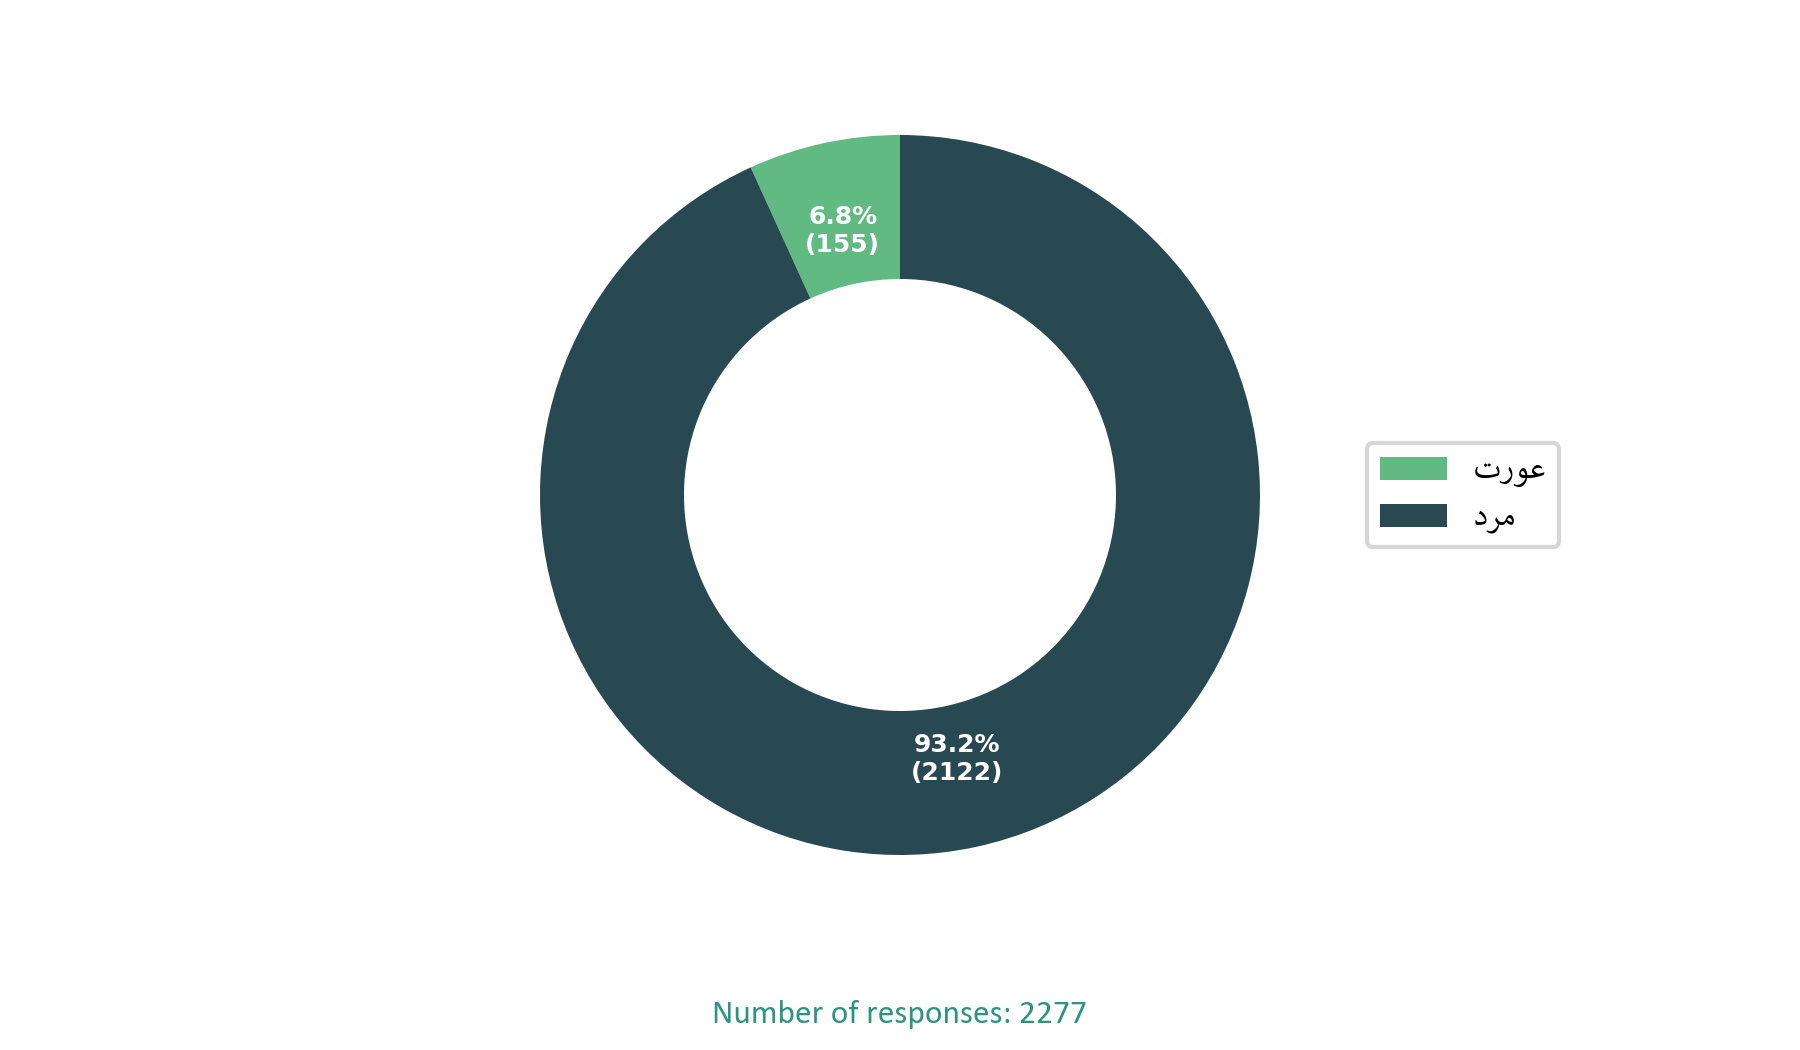 6.8%
(155)
عورت
مرد
93.2%
(2122)
Number of responses: 2277